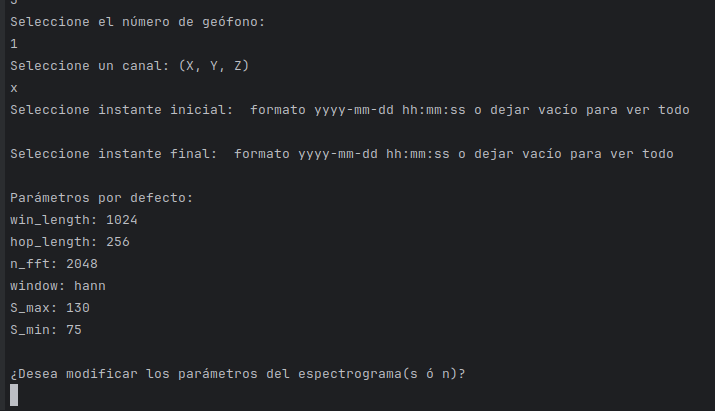 Seleccione el número de geófono:
1
Seleccione un canal: (X, Y, Z)
x
Seleccione instante inicial:  formato yyyy-mm-dd hh:mm:ss o dejar vacío para ver todo
Seleccione instante final:  formato yyyy-mm-dd hh:mm:ss o dejar vacío para ver todo
Parámetros por defecto:
win_length: 1024
hop_length: 256
n_fft: 2048
window: hann
S_max: 130
S_min: 75
¿Desea modificar los parámetros del espectrograma(s ó n)?